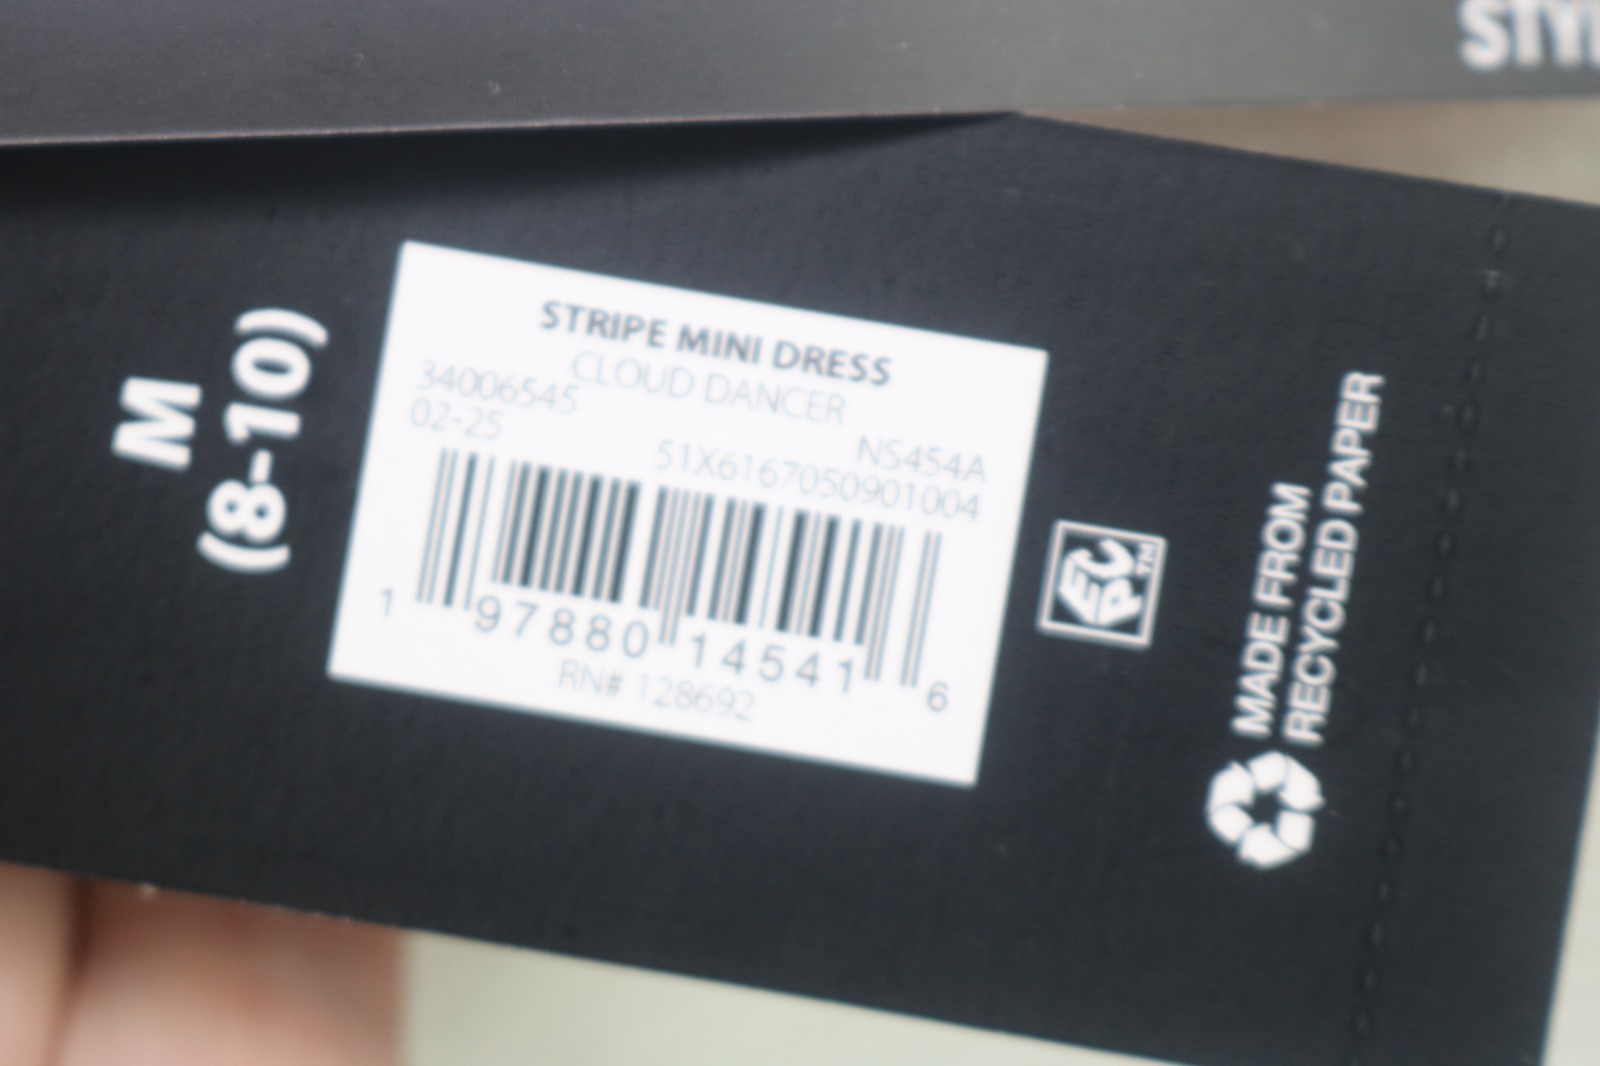 STYL
M
(8-10)
STRIPE MINI DRESS
CLOUD DANCER
34006545
02-25
NS454A
51X6167050901004
1 97880 14541 6
RN# 128692
EPC™
MADE FROM
RECYCLED PAPER